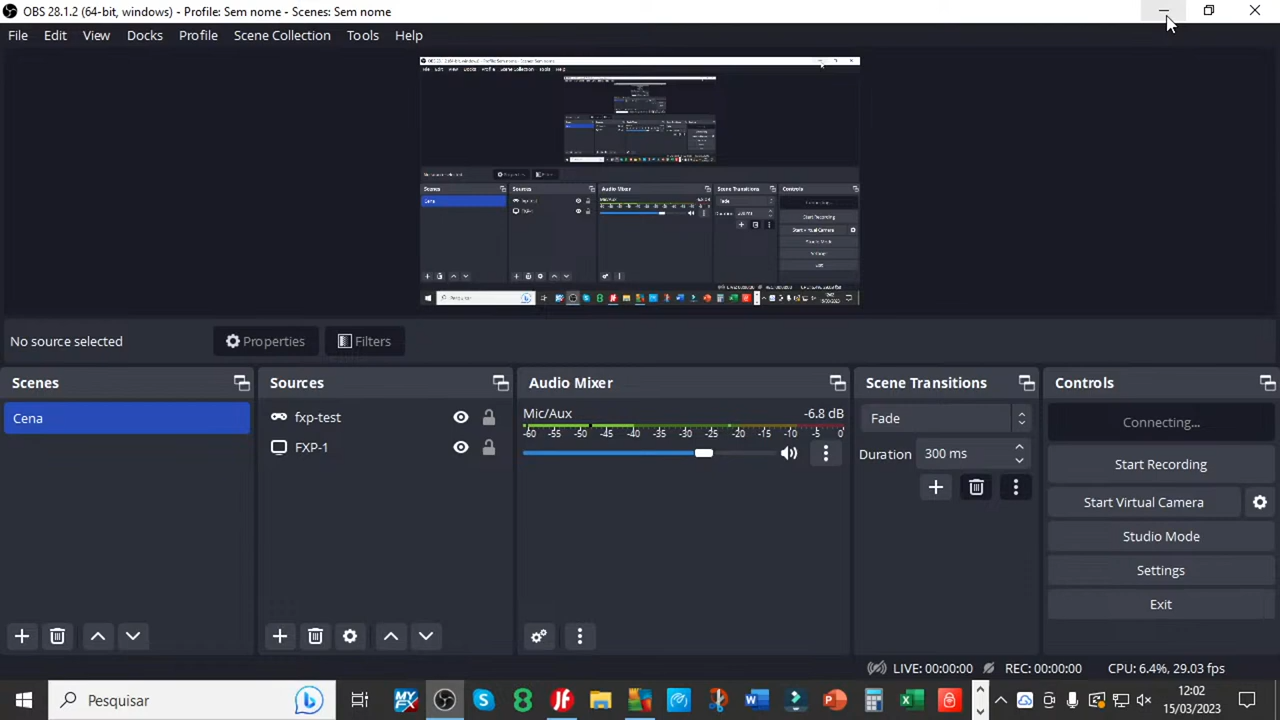 OBS 28.1.2 (64-bit, windows) - Profile: Sem nome - Scenes: Sem nome
File Edit View Docks Profile Scene Collection Tools Help
No source selected Properties Filters
Scenes Sources Audio Mixer Scene Transitions Controls
Cena
fxp-test
FXP-1
Mic/Aux -6.8 dB
-60 -55 -50 -45 -40 -35 -30 -25 -20 -15 -10 -5 0
Fade
Duration 300 ms
Connecting...
Start Recording
Start Virtual Camera
Studio Mode
Settings
Exit
LIVE: 00:00:00 REC: 00:00:00 CPU: 6.4%, 29.03 fps
Pesquisar
12:02
15/03/2023